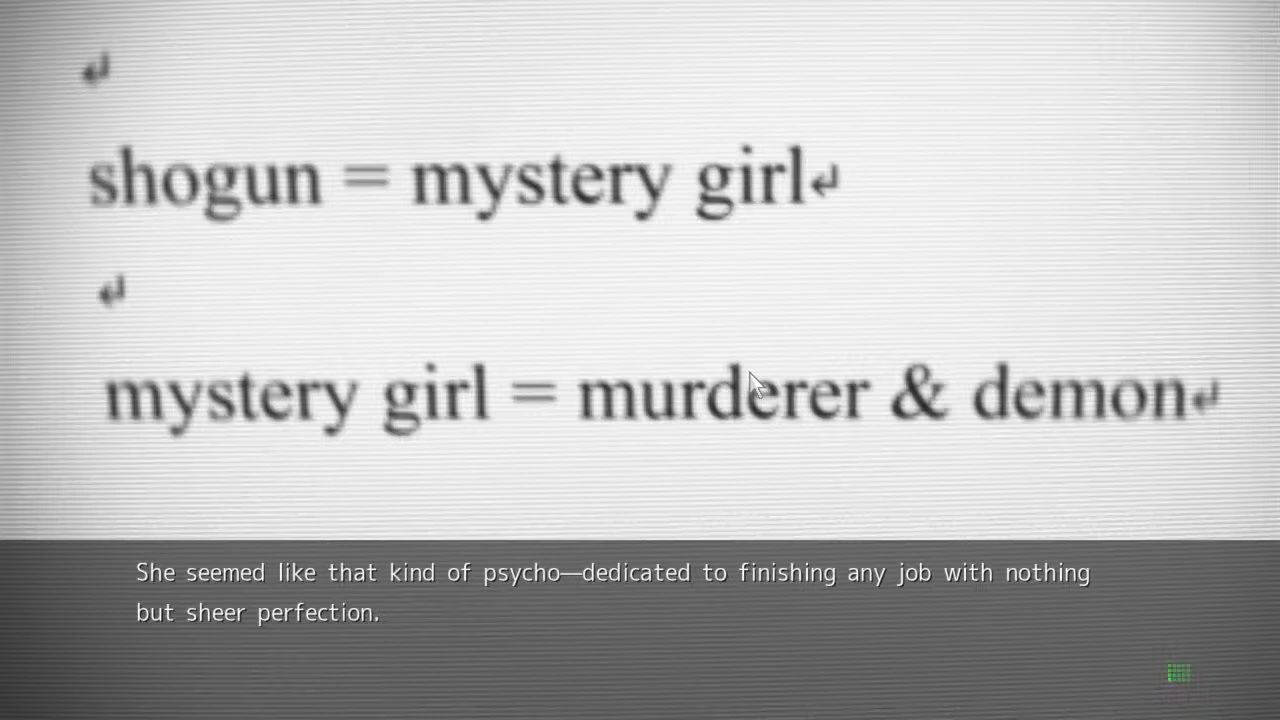 ↵
shogun = mystery girl↵
↵
mystery girl = murderer & demon↵
She seemed like that kind of psycho—dedicated to finishing any job with nothing
but sheer perfection.